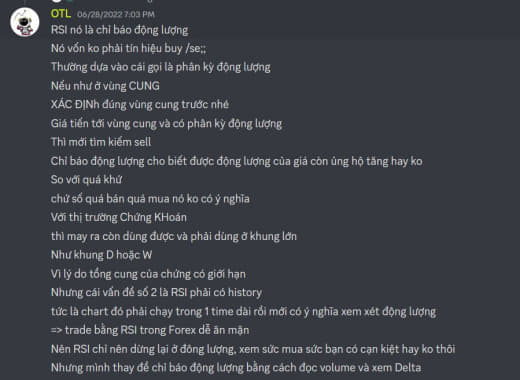 OTL 06/28/2022 7:03 PM
RSI nó là chỉ báo động lượng
Nó vốn ko phải tín hiệu buy /se;;
Thường dựa vào cái gọi là phân kỳ động lượng
Nếu như ở vùng CUNG
XÁC ĐỊNh đúng vùng cung trước nhé
Giá tiến tới vùng cung và có phân kỳ động lượng
Thì mới tìm kiếm sell
Chỉ báo động lượng cho biết được động lượng của giá còn ủng hộ tăng hay ko
So với quá khứ
chứ số quá bán quá mua nó ko có ý nghĩa
Với thị trường Chứng KHoán
thì may ra còn dùng được và phải dùng ở khung lớn
Như khung D hoặc W
Vì lý do tổng cung của chứng có giới hạn
Nhưng cái vấn đề số 2 là RSI phải có history
tức là chart đó phải chạy trong 1 time dài rồi mới có ý nghĩa xem xét động lượng
=> trade bằng RSI trong Forex dễ ăn mặn
Nên RSI chỉ nên dừng lại ở đông lượng, xem sức mua sức bạn có cạn kiệt hay ko thôi
Nhưng mình thay đế chỉ báo động lượng bằng cách đọc volume và xem Delta